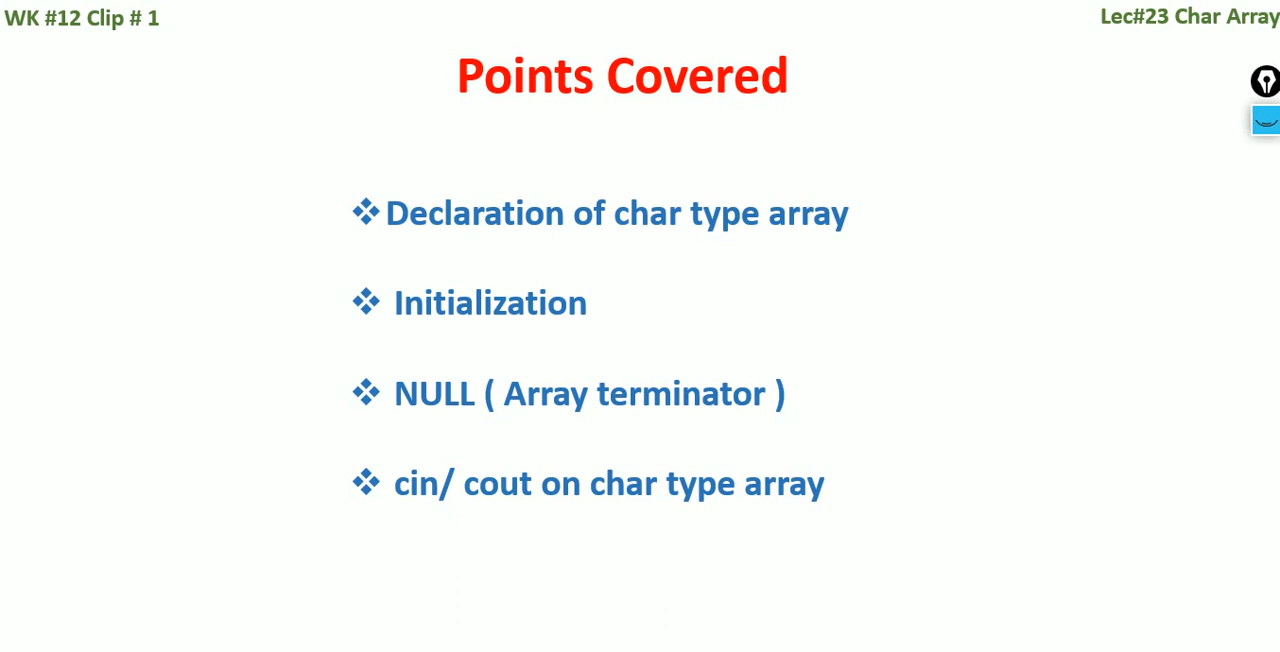 WK #12 Clip # 1
Lec#23 Char Array
Points Covered
❖Declaration of char type array
❖ Initialization
❖ NULL ( Array terminator )
❖ cin/ cout on char type array